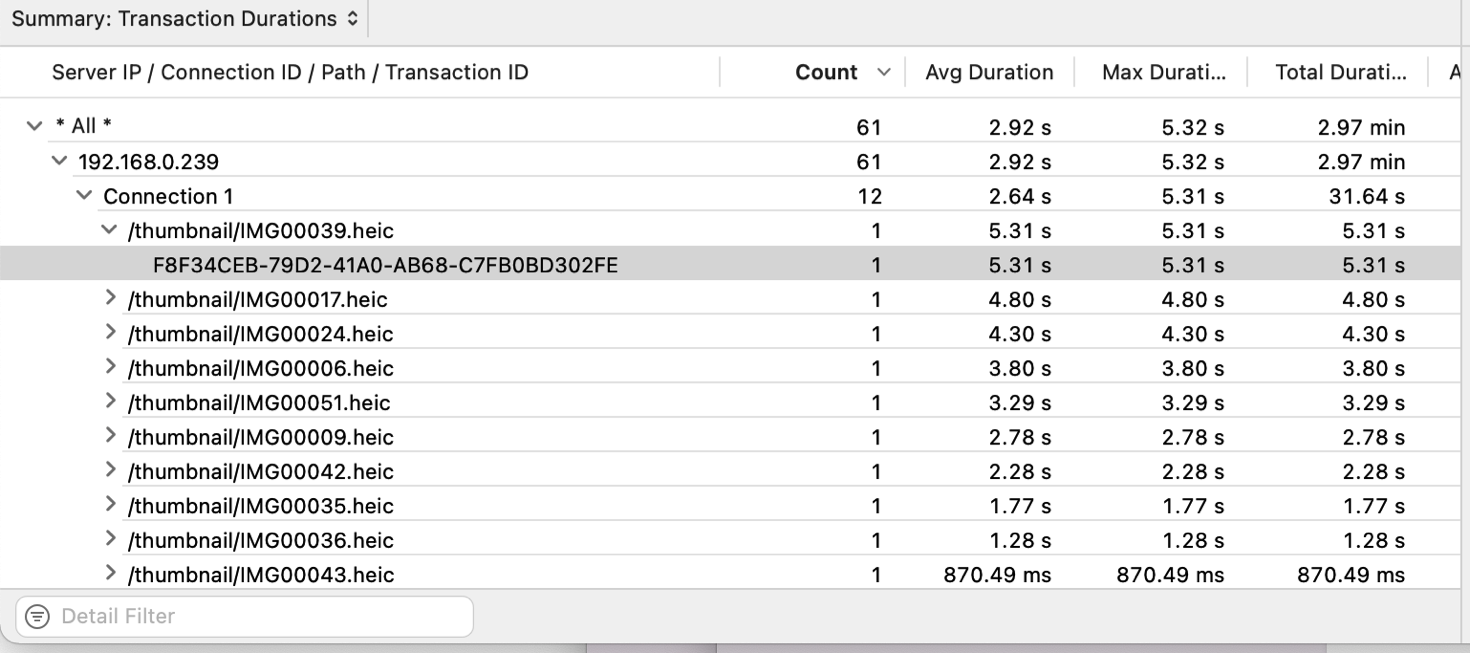 Summary: Transaction Durations
Server IP / Connection ID / Path / Transaction ID Count Avg Duration Max Durati... Total Durati... A
* All * 61 2.92 s 5.32 s 2.97 min
192.168.0.239 61 2.92 s 5.32 s 2.97 min
Connection 1 12 2.64 s 5.31 s 31.64 s
/thumbnail/IMG00039.heic 1 5.31 s 5.31 s 5.31 s
F8F34CEB-79D2-41A0-AB68-C7FB0BD302FE 1 5.31 s 5.31 s 5.31 s
/thumbnail/IMG00017.heic 1 4.80 s 4.80 s 4.80 s
/thumbnail/IMG00024.heic 1 4.30 s 4.30 s 4.30 s
/thumbnail/IMG00006.heic 1 3.80 s 3.80 s 3.80 s
/thumbnail/IMG00051.heic 1 3.29 s 3.29 s 3.29 s
/thumbnail/IMG00009.heic 1 2.78 s 2.78 s 2.78 s
/thumbnail/IMG00042.heic 1 2.28 s 2.28 s 2.28 s
/thumbnail/IMG00035.heic 1 1.77 s 1.77 s 1.77 s
/thumbnail/IMG00036.heic 1 1.28 s 1.28 s 1.28 s
/thumbnail/IMG00043.heic 1 870.49 ms 870.49 ms 870.49 ms
Detail Filter